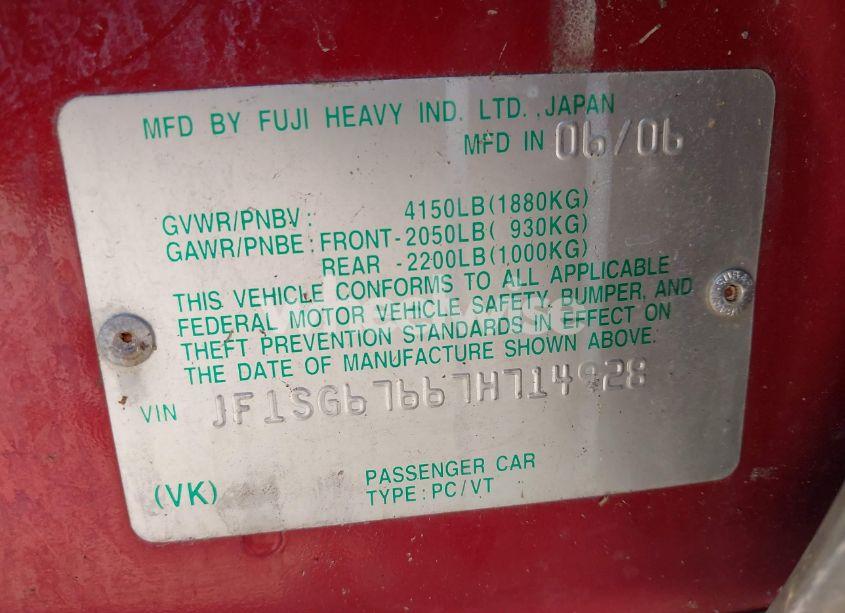 MFD BY FUJI HEAVY IND. LTD. ,JAPAN
MFD IN 06/06
GVWR/PNBV: 4150LB(1880KG)
GAWR/PNBE: FRONT-2050LB( 930KG)
REAR -2200LB(1,000KG)
THIS VEHICLE CONFORMS TO ALL APPLICABLE
FEDERAL MOTOR VEHICLE SAFETY, BUMPER, AND
THEFT PREVENTION STANDARDS IN EFFECT ON
THE DATE OF MANUFACTURE SHOWN ABOVE.
VIN JF1SG67667H714928
(VK)
PASSENGER CAR
TYPE:PC/VT